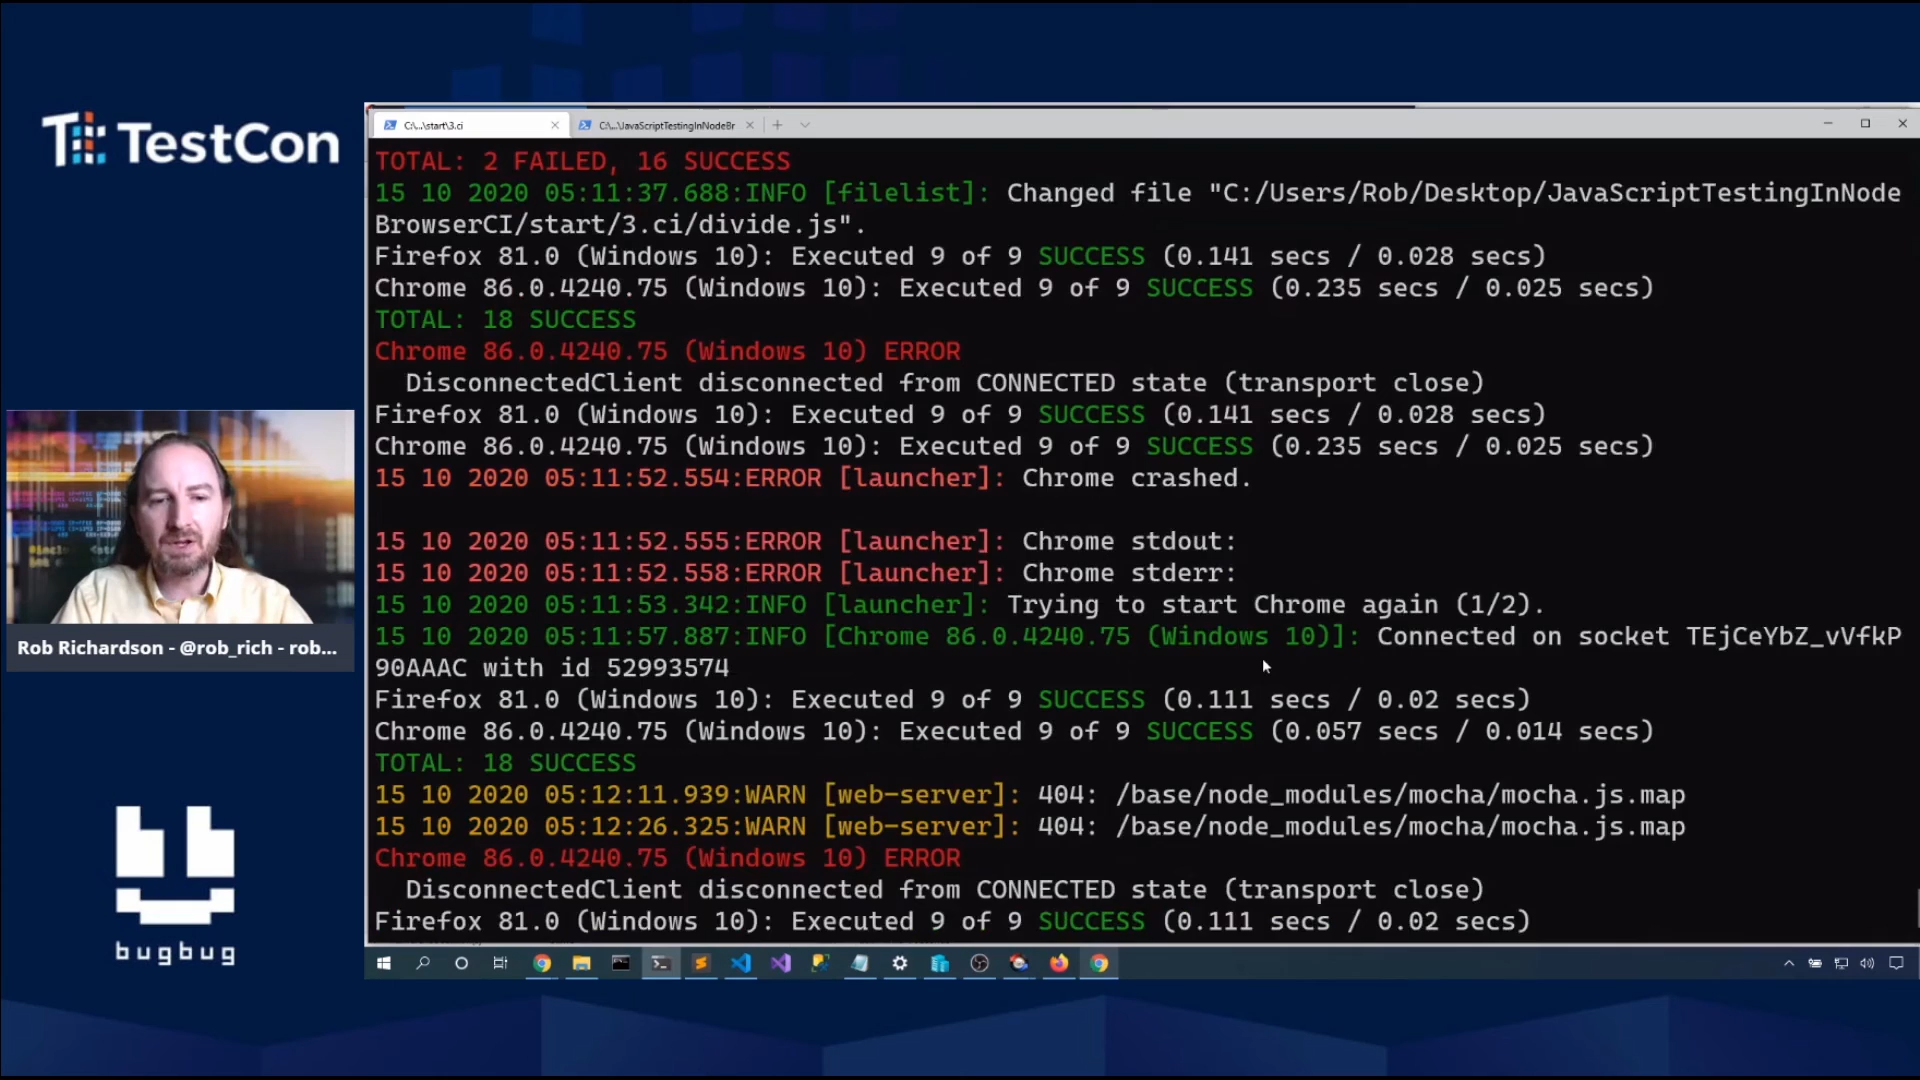 TestCon
C:\...\start\3.ci
C:\...\JavaScriptTestingInNodeBr
TOTAL: 2 FAILED, 16 SUCCESS
15 10 2020 05:11:37.688:INFO [filelist]: Changed file "C:/Users/Rob/Desktop/JavaScriptTestingInNode
BrowserCI/start/3.ci/divide.js".
Firefox 81.0 (Windows 10): Executed 9 of 9 SUCCESS (0.141 secs / 0.028 secs)
Chrome 86.0.4240.75 (Windows 10): Executed 9 of 9 SUCCESS (0.235 secs / 0.025 secs)
TOTAL: 18 SUCCESS
Chrome 86.0.4240.75 (Windows 10) ERROR
DisconnectedClient disconnected from CONNECTED state (transport close)
Firefox 81.0 (Windows 10): Executed 9 of 9 SUCCESS (0.141 secs / 0.028 secs)
Chrome 86.0.4240.75 (Windows 10): Executed 9 of 9 SUCCESS (0.235 secs / 0.025 secs)
15 10 2020 05:11:52.554:ERROR [launcher]: Chrome crashed.
15 10 2020 05:11:52.555:ERROR [launcher]: Chrome stdout:
15 10 2020 05:11:52.558:ERROR [launcher]: Chrome stderr:
15 10 2020 05:11:53.342:INFO [launcher]: Trying to start Chrome again (1/2).
15 10 2020 05:11:57.887:INFO [Chrome 86.0.4240.75 (Windows 10)]: Connected on socket TEjCeYbZ_vVfkP
90AAAC with id 52993574
Firefox 81.0 (Windows 10): Executed 9 of 9 SUCCESS (0.111 secs / 0.02 secs)
Chrome 86.0.4240.75 (Windows 10): Executed 9 of 9 SUCCESS (0.057 secs / 0.014 secs)
TOTAL: 18 SUCCESS
15 10 2020 05:12:11.939:WARN [web-server]: 404: /base/node_modules/mocha/mocha.js.map
15 10 2020 05:12:26.325:WARN [web-server]: 404: /base/node_modules/mocha/mocha.js.map
Chrome 86.0.4240.75 (Windows 10) ERROR
DisconnectedClient disconnected from CONNECTED state (transport close)
Firefox 81.0 (Windows 10): Executed 9 of 9 SUCCESS (0.111 secs / 0.02 secs)
Rob Richardson - @rob_rich - rob...
bugbug